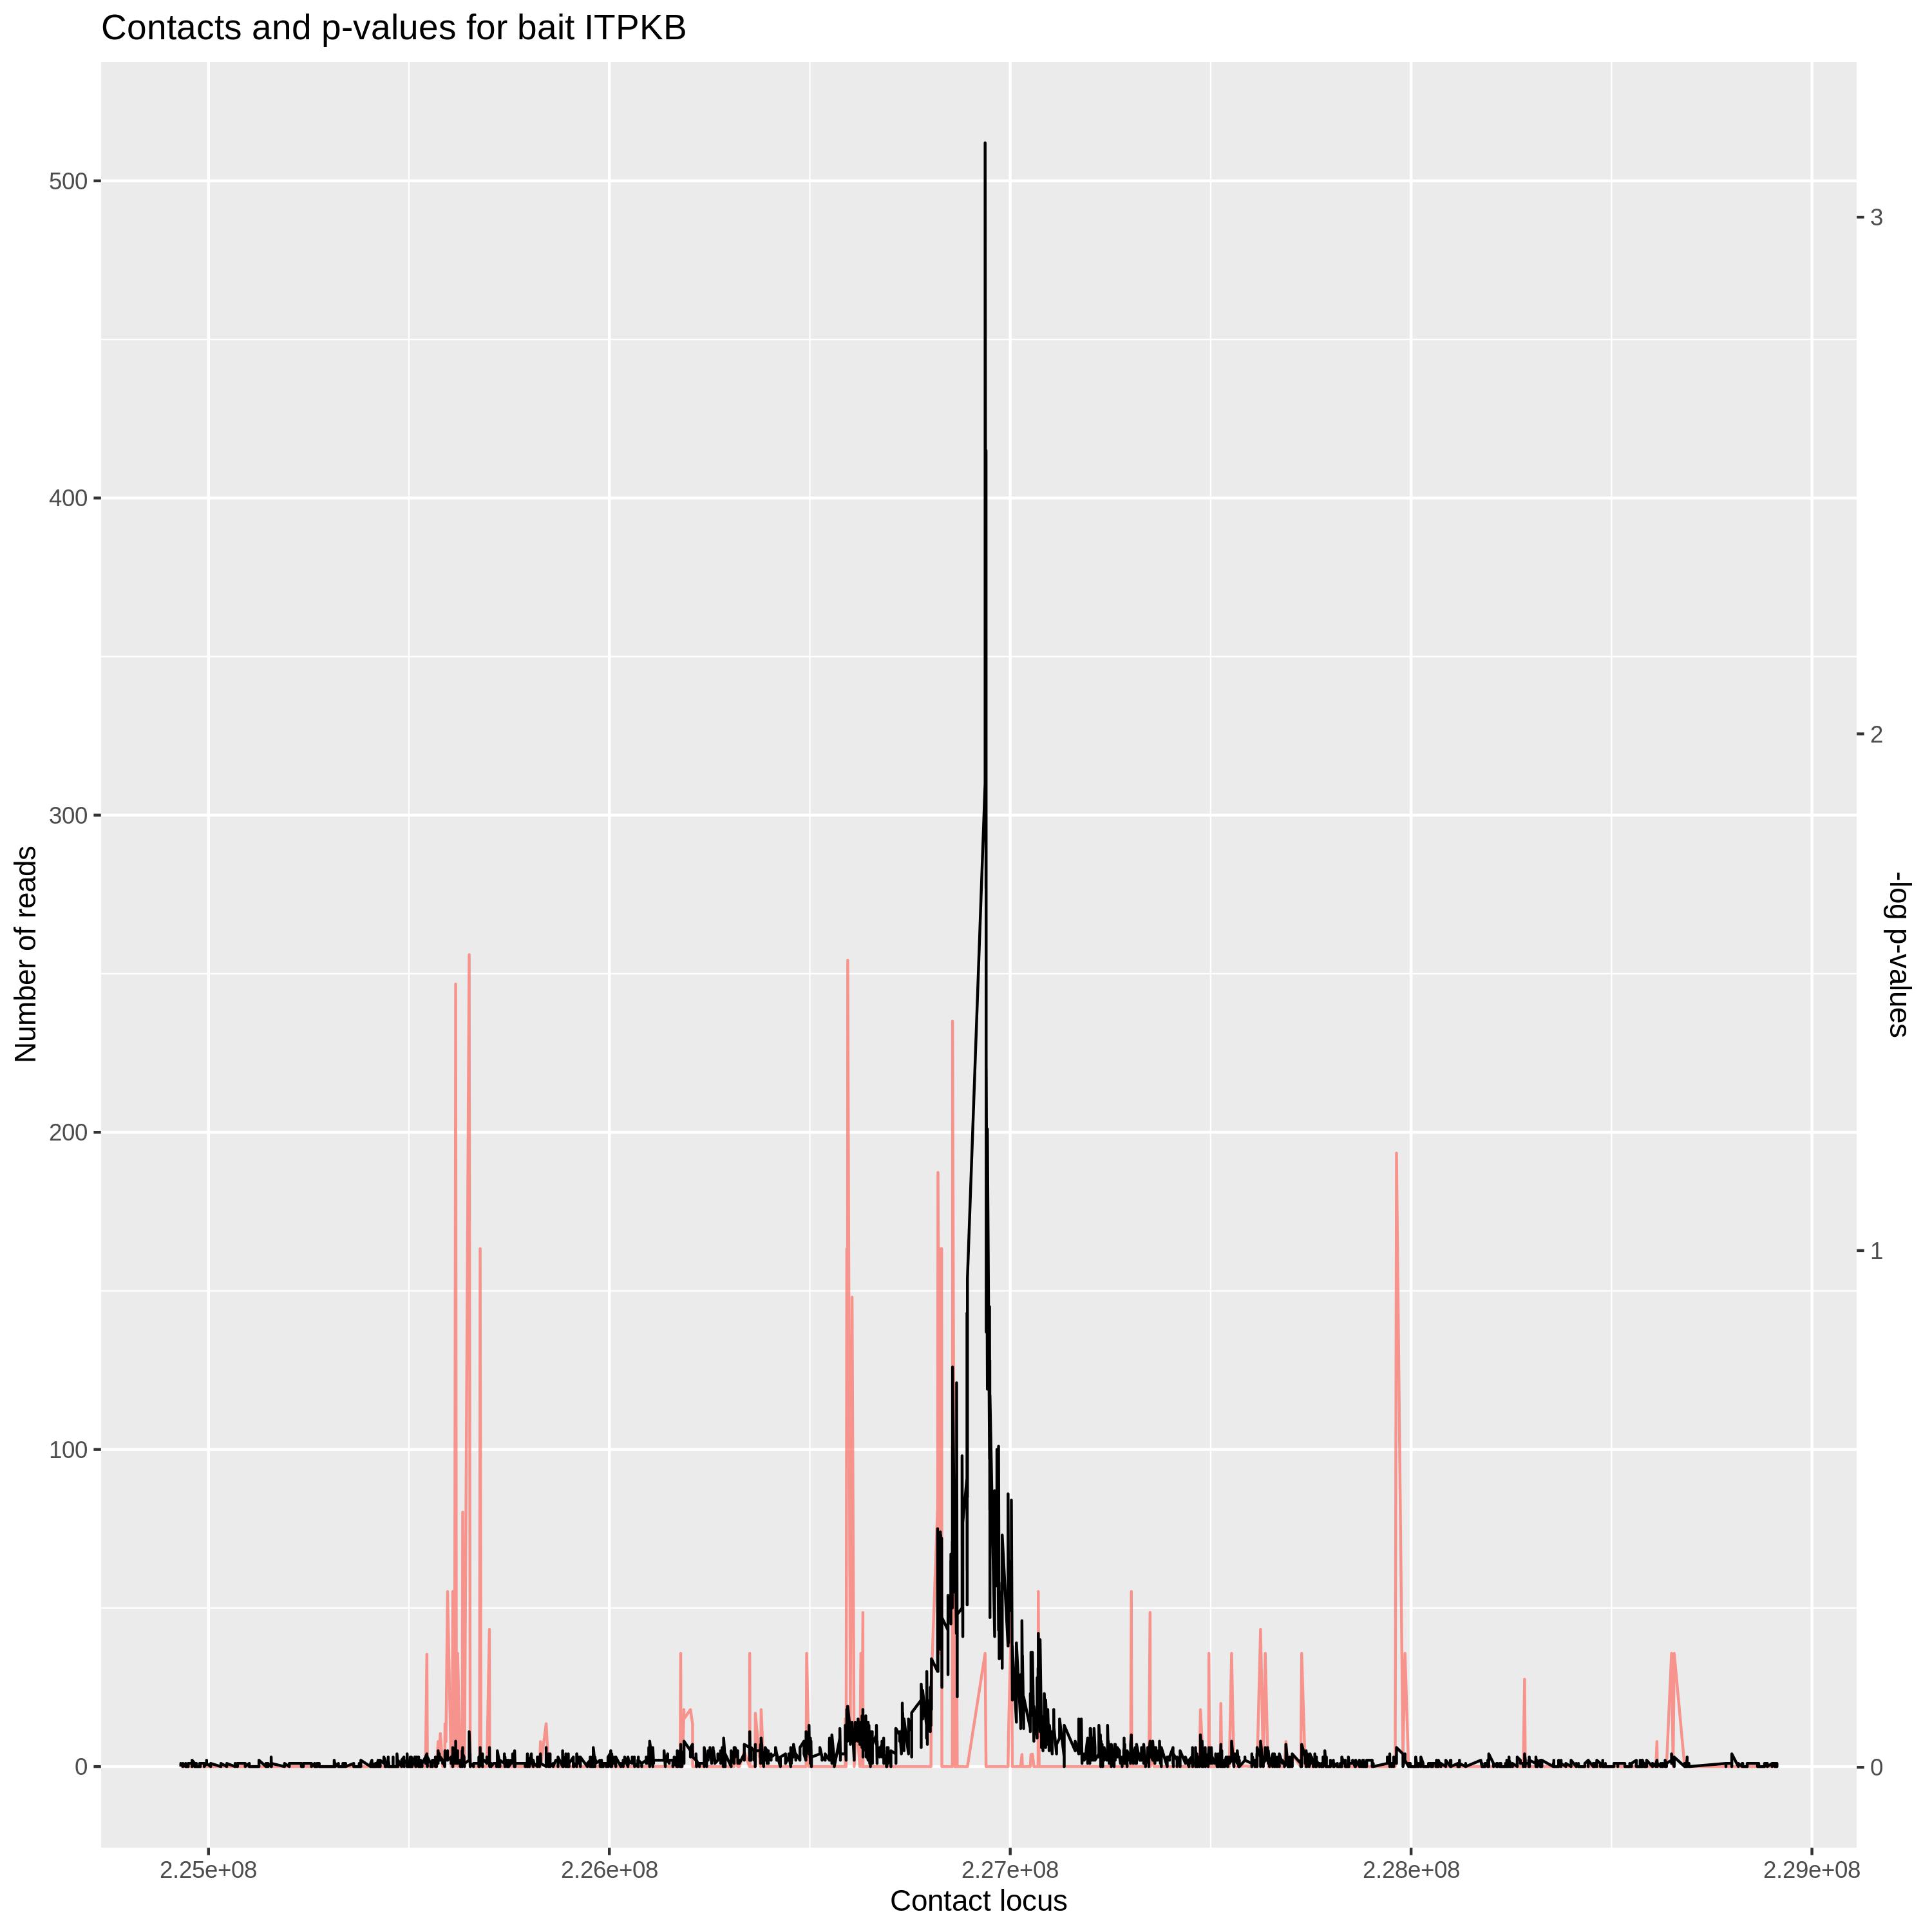 Contacts and p-values for bait ITPKB
500
400
300
200
100
0
Number of reads
3
2
1
0
-log p-values
2.25e+08
2.26e+08
2.27e+08
2.28e+08
2.29e+08
Contact locus